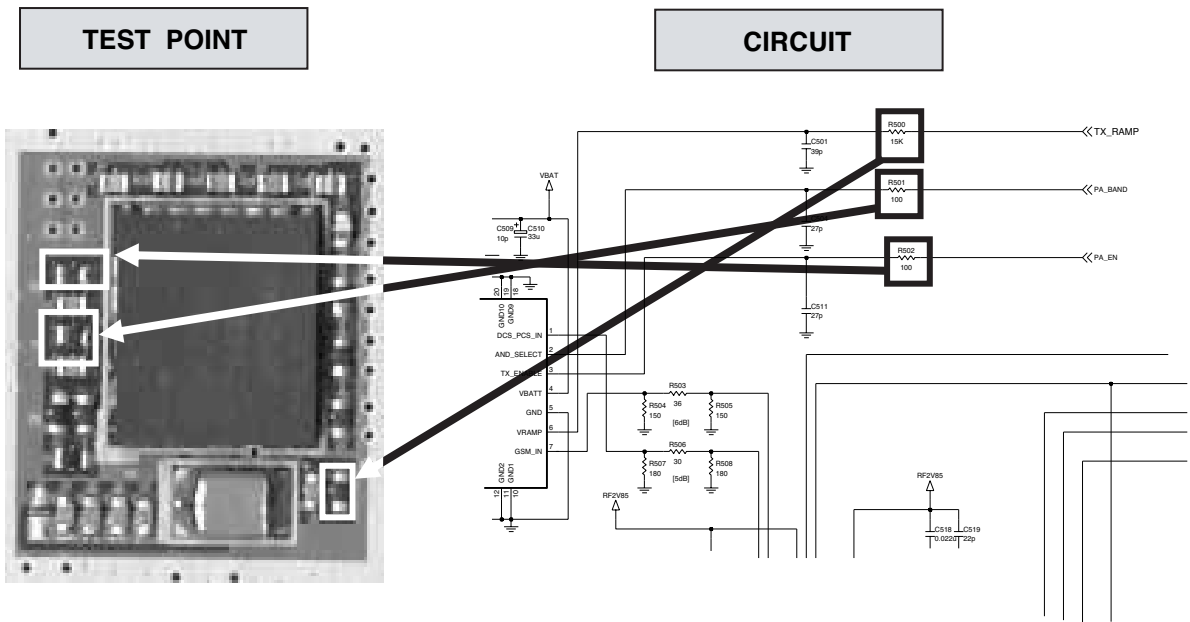 TEST POINT
CIRCUIT
R500
15K
TX_RAMP
C501
39p
R501
100
PA_BAND
27p
R502
100
PA_EN
C511
27p
VBAT
C509
10p
C510
33u
20
19
18
GND10
GND9
DCS_PCS_IN
1
AND_SELECT
2
TX_EN
3
VBATT
4
GND
5
VRAMP
6
GSM_IN
7
GND2
GND1
12
11
10
R503
36
R504
150
R505
150
[6dB]
R506
30
R507
180
R508
180
[5dB]
RF2V85
RF2V85
C518
0.022u
C519
22p